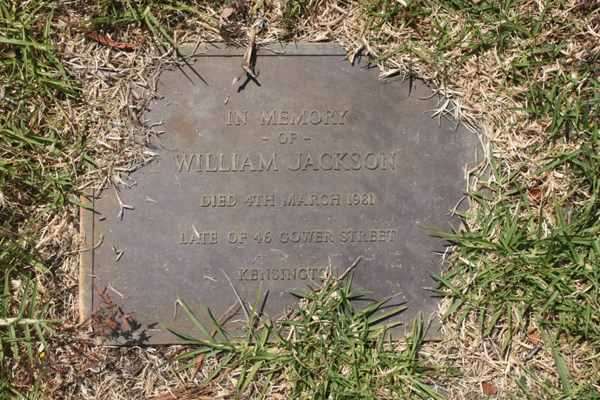 IN MEMORY
- OF -
WILLIAM JACKSON
DIED 4TH MARCH 1981
LATE OF 46 GOWER STREET
KENSINGTON